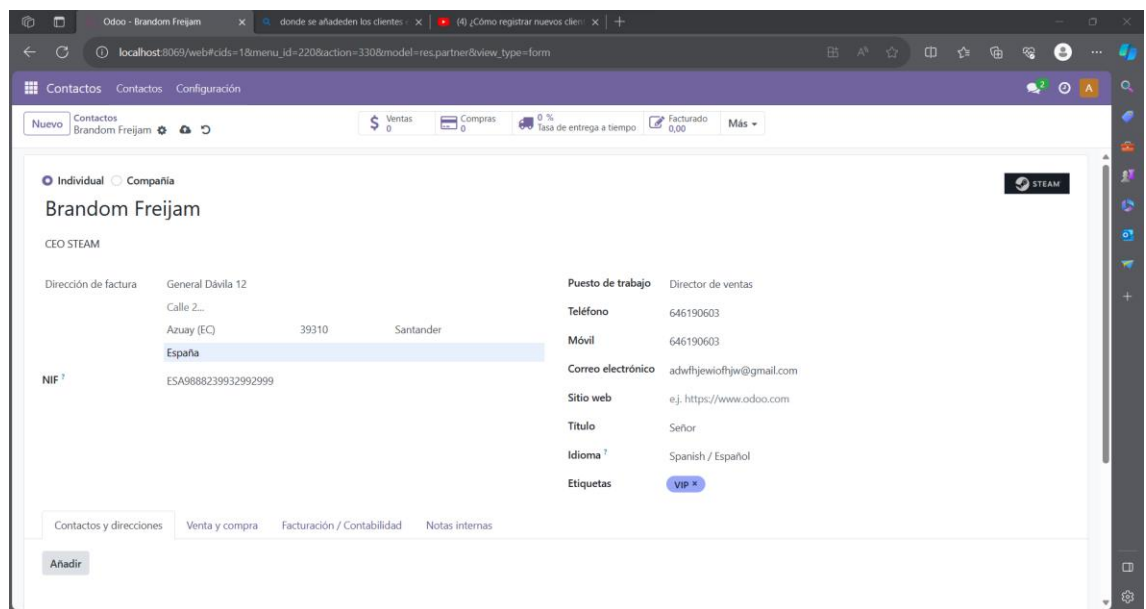 Odoo - Brandom Freijam
donde se añadeden los clientes
(4) ¿Cómo registrar nuevos client
localhost:8069/web#cids=1&menu_id=220&action=330&model=res.partner&view_type=form
Contactos Contactos Configuración
2
A
Nuevo
Contactos
Brandom Freijam
Ventas
0
Compras
0
0 %
Tasa de entrega a tiempo
Facturado
0,00
Más
Individual Compañía
STEAM
Brandom Freijam
CEO STEAM
Dirección de factura
General Dávila 12
Calle 2...
Azuay (EC) 39310 Santander
España
NIF ? ESA9888239932992999
Puesto de trabajo Director de ventas
Teléfono 646190603
Móvil 646190603
Correo electrónico adwfhjewiofhjw@gmail.com
Sitio web e.j. https://www.odoo.com
Título Señor
Idioma ? Spanish / Español
Etiquetas VIP ×
Contactos y direcciones Venta y compra Facturación / Contabilidad Notas internas
Añadir